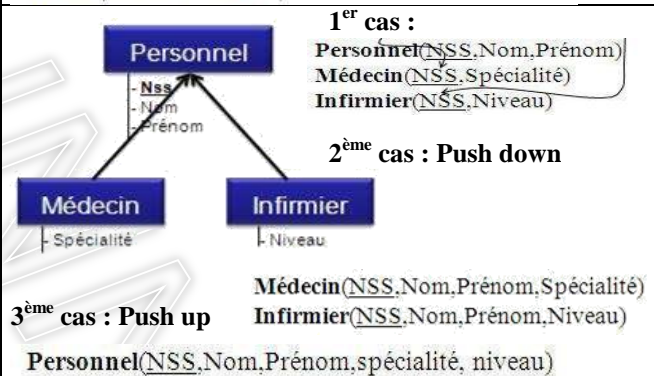 1er cas :
Personnel
Personnel(NSS,Nom,Prénom)
Médecin(NSS,Spécialité)
Infirmier(NSS,Niveau)
- Nss
- Nom
- Prénom
2ème cas : Push down
Médecin
Infirmier
- Spécialité
- Niveau
Médecin(NSS,Nom,Prénom,Spécialité)
3ème cas : Push up
Infirmier(NSS,Nom,Prénom,Niveau)
Personnel(NSS,Nom,Prénom,spécialité, niveau)